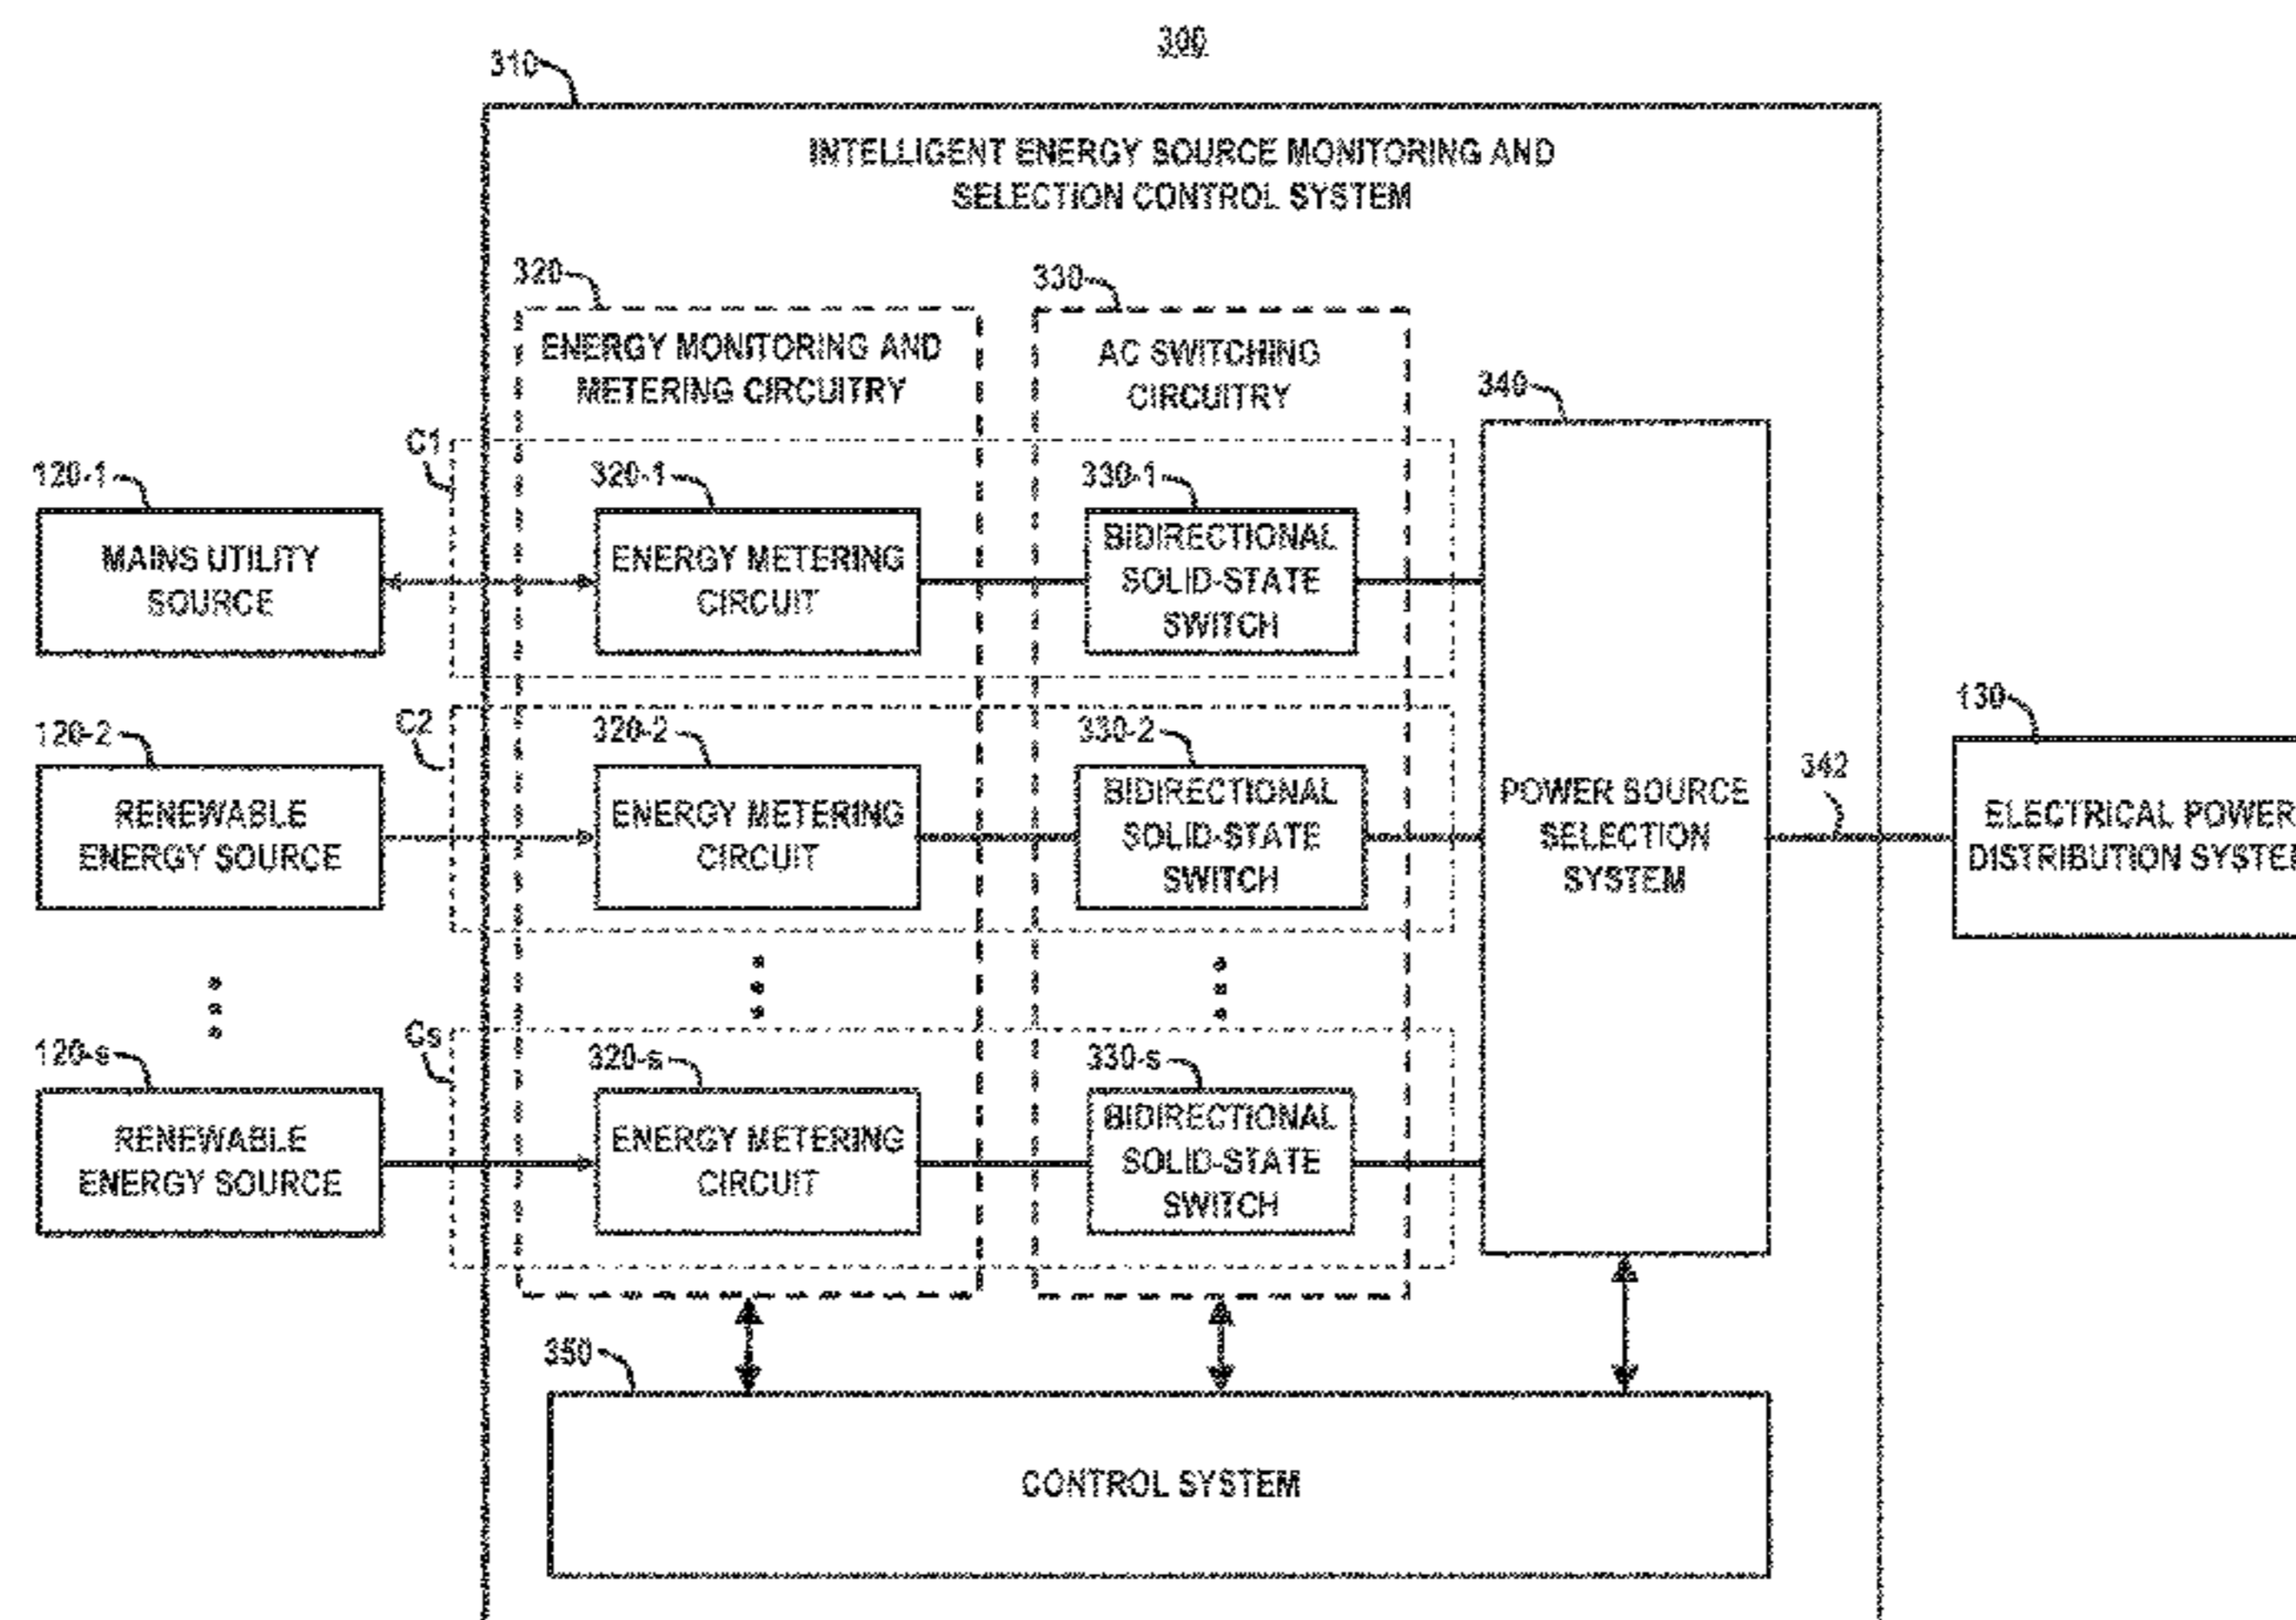 300
310
INTELLIGENT ENERGY SOURCE MONITORING AND
SELECTION CONTROL SYSTEM
320
330
ENERGY MONITORING AND
METERING CIRCUITRY
AC SWITCHING
CIRCUITRY
340
C1
120-1
320-1
330-1
MAINS UTILITY
SOURCE
ENERGY METERING
CIRCUIT
BIDIRECTIONAL
SOLID-STATE
SWITCH
C2
120-2
320-2
330-2
RENEWABLE
ENERGY SOURCE
ENERGY METERING
CIRCUIT
BIDIRECTIONAL
SOLID-STATE
SWITCH
POWER SOURCE
SELECTION
SYSTEM
342
130
ELECTRICAL POWER
DISTRIBUTION SYSTEM
Cs
120-s
320-s
330-s
RENEWABLE
ENERGY SOURCE
ENERGY METERING
CIRCUIT
BIDIRECTIONAL
SOLID-STATE
SWITCH
350
CONTROL SYSTEM